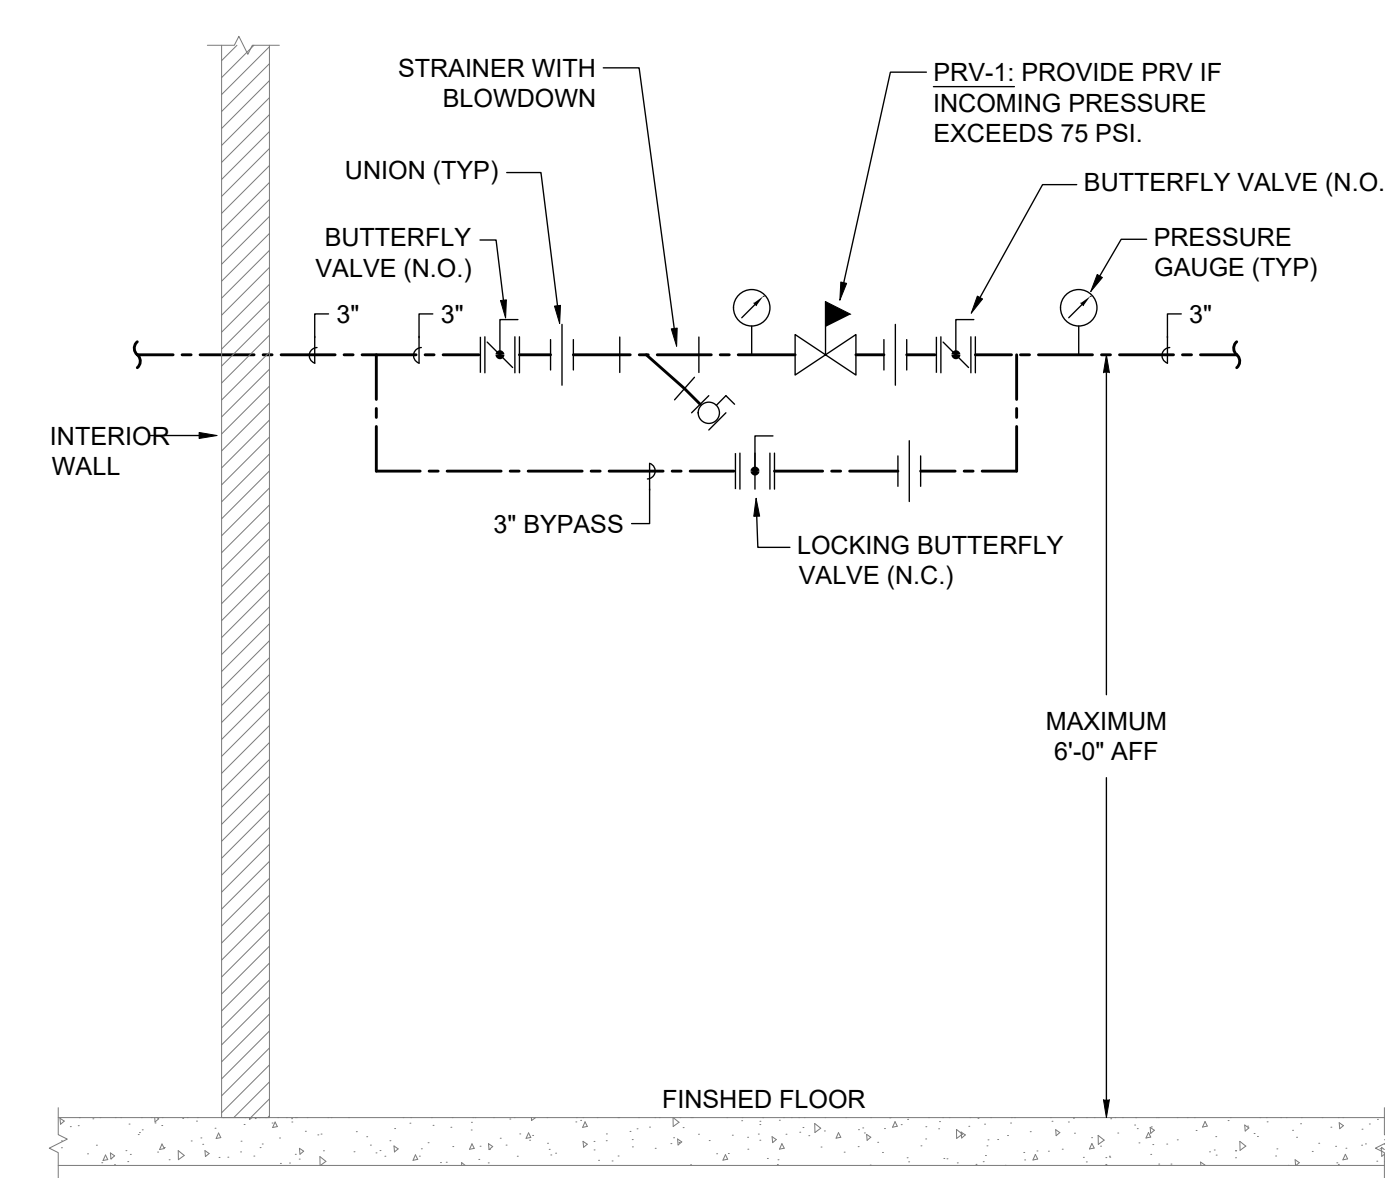 STRAINER WITH
BLOWDOWN
PRV-1: PROVIDE PRV IF
INCOMING PRESSURE
EXCEEDS 75 PSI.
UNION (TYP)
BUTTERFLY VALVE (N.O.
BUTTERFLY
VALVE (N.O.)
PRESSURE
GAUGE (TYP)
3"
3"
3"
INTERIOR
WALL
3" BYPASS
LOCKING BUTTERFLY
VALVE (N.C.)
MAXIMUM
6'-0" AFF
FINSHED FLOOR